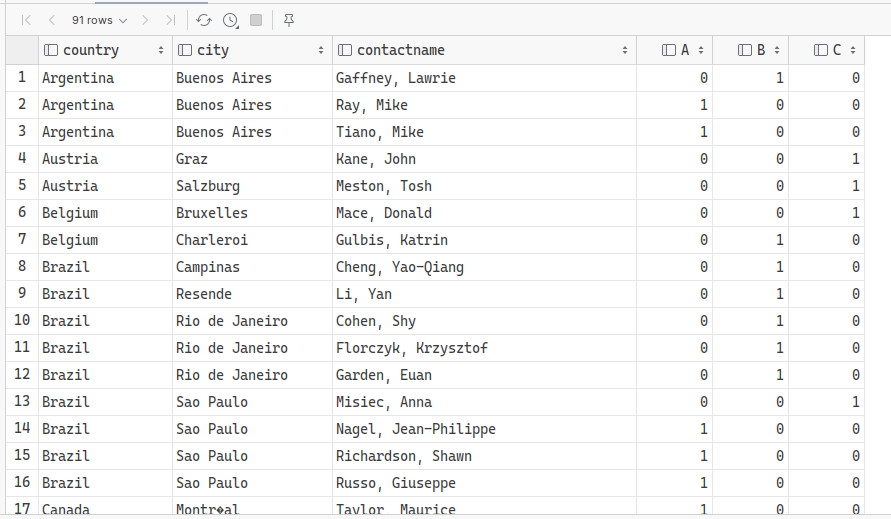 91 rows
country city contactname A B C
1 Argentina Buenos Aires Gaffney, Lawrie 0 1 0
2 Argentina Buenos Aires Ray, Mike 1 0 0
3 Argentina Buenos Aires Tiano, Mike 1 0 0
4 Austria Graz Kane, John 0 0 1
5 Austria Salzburg Meston, Tosh 0 0 1
6 Belgium Bruxelles Mace, Donald 0 0 1
7 Belgium Charleroi Gulbis, Katrin 0 1 0
8 Brazil Campinas Cheng, Yao-Qiang 0 1 0
9 Brazil Resende Li, Yan 0 1 0
10 Brazil Rio de Janeiro Cohen, Shy 0 1 0
11 Brazil Rio de Janeiro Florczyk, Krzysztof 0 1 0
12 Brazil Rio de Janeiro Garden, Euan 0 1 0
13 Brazil Sao Paulo Misiec, Anna 0 0 1
14 Brazil Sao Paulo Nagel, Jean-Philippe 1 0 0
15 Brazil Sao Paulo Richardson, Shawn 1 0 0
16 Brazil Sao Paulo Russo, Giuseppe 1 0 0
17 Canada Montr�al Taylor, Maurice 1 0 0